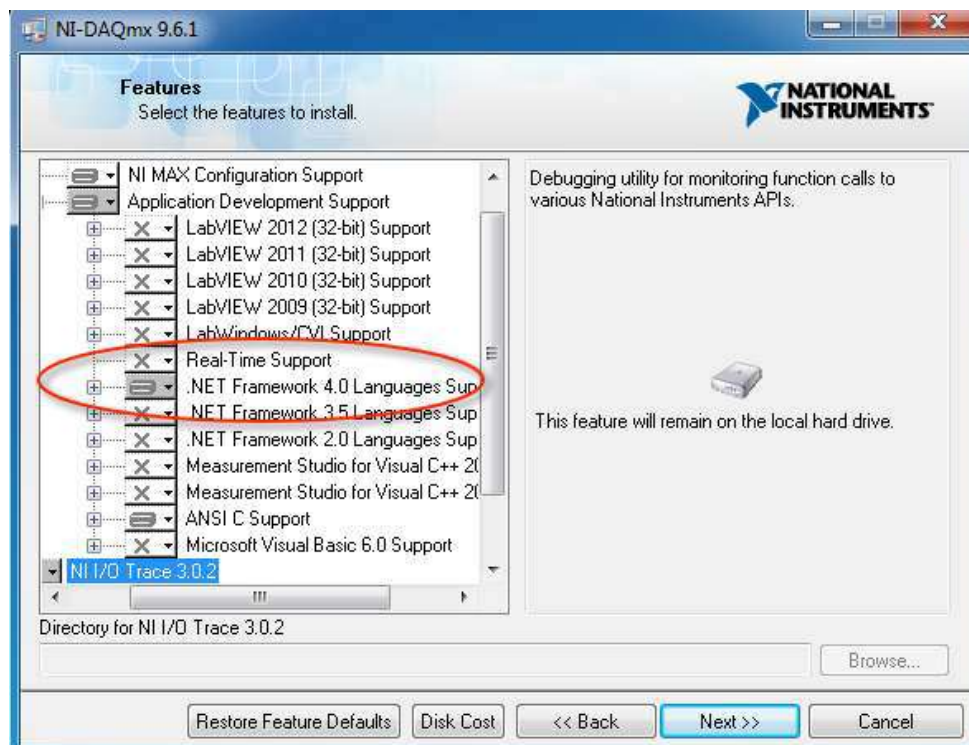 NI-DAQmx 9.6.1
Features
Select the features to install.
NATIONAL
INSTRUMENTS
NI MAX Configuration Support
Application Development Support
LabVIEW 2012 (32-bit) Support
LabVIEW 2011 (32-bit) Support
LabVIEW 2010 (32-bit) Support
LabVIEW 2009 (32-bit) Support
LabWindows/CVI Support
Real-Time Support
.NET Framework 4.0 Languages Sup
.NET Framework 3.5 Languages Sup
.NET Framework 2.0 Languages Sup
Measurement Studio for Visual C++ 20
Measurement Studio for Visual C++ 20
ANSI C Support
Microsoft Visual Basic 6.0 Support
NI I/O Trace 3.0.2
Debugging utility for monitoring function calls to
various National Instruments APIs.
This feature will remain on the local hard drive.
Directory for NI I/O Trace 3.0.2
Browse...
Restore Feature Defaults
Disk Cost
<< Back
Next >>
Cancel